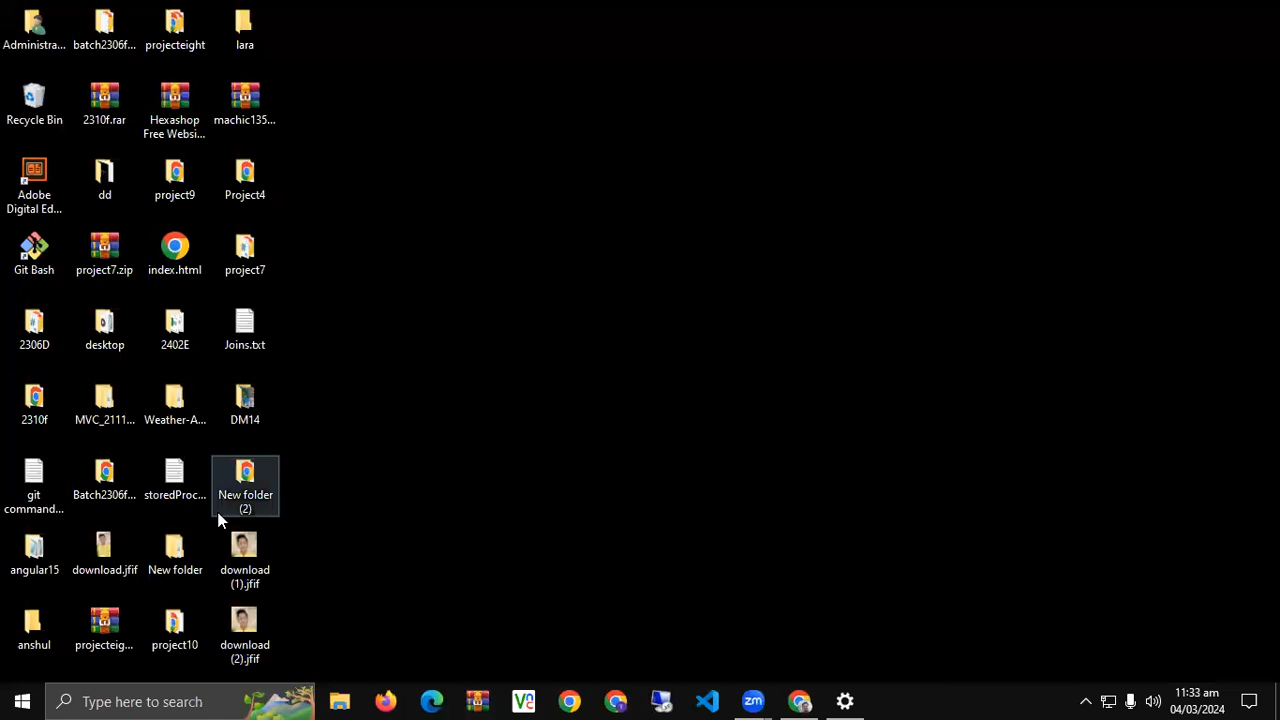 Administra...
batch2306f...
projecteight
lara
Recycle Bin
2310f.rar
Hexashop
Free Websi...
machic135...
Adobe
Digital Ed...
dd
project9
Project4
Git Bash
project7.zip
index.html
project7
2306D
desktop
2402E
Joins.txt
2310f
MVC_2111...
Weather-A...
DM14
git
command...
Batch2306f...
storedProc...
New folder
(2)
angular15
download.jfif
New folder
download
(1).jfif
anshul
projecteig...
project10
download
(2).jfif
Type here to search
zm
11:33 am
04/03/2024